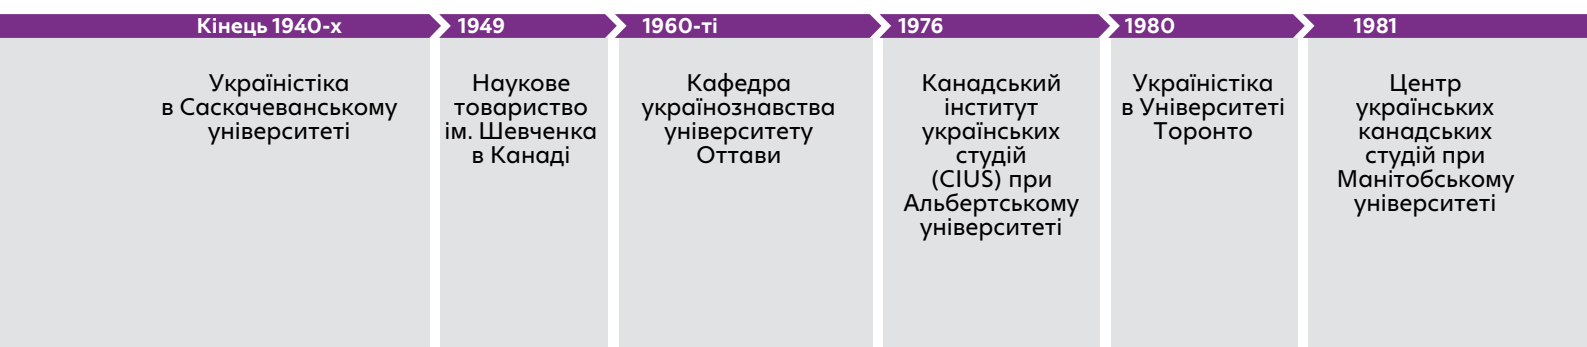 Кінець 1940-х
Україністіка
в Саскачеванському
університеті
1949
Наукове
товариство
ім. Шевченка
в Канаді
1960-ті
Кафедра
українознавства
університету
Оттави
1976
Канадський
інститут
українських
студій
(CIUS) при
Альбертському
університеті
1980
Україністіка
в Університеті
Торонто
1981
Центр
українських
канадських
студій при
Манітобському
університеті